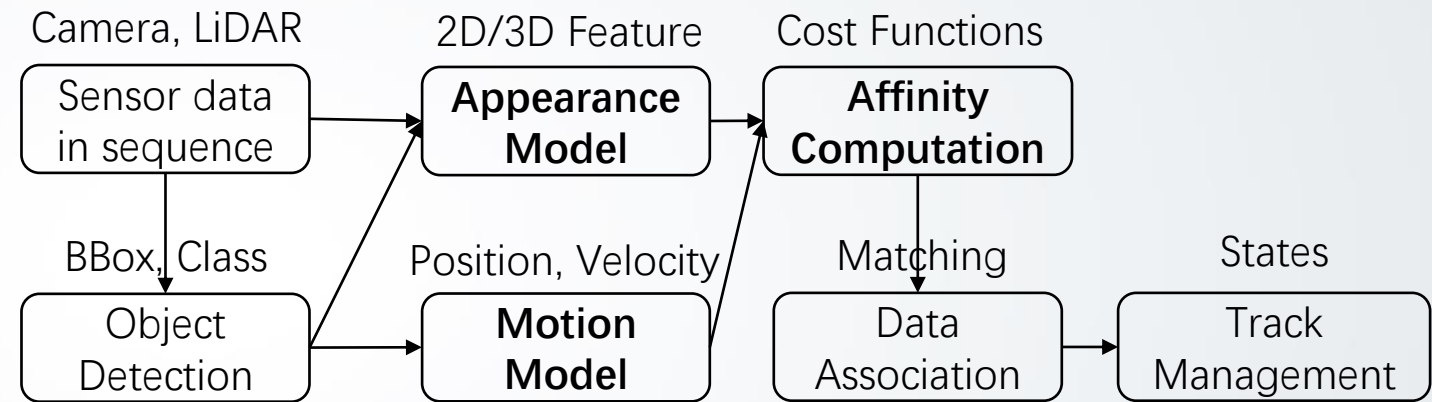 Camera, LiDAR
Sensor data
in sequence
2D/3D Feature
Appearance
Model
Cost Functions
Affinity
Computation
BBox, Class
Object
Detection
Position, Velocity
Motion
Model
Matching
Data
Association
States
Track
Management